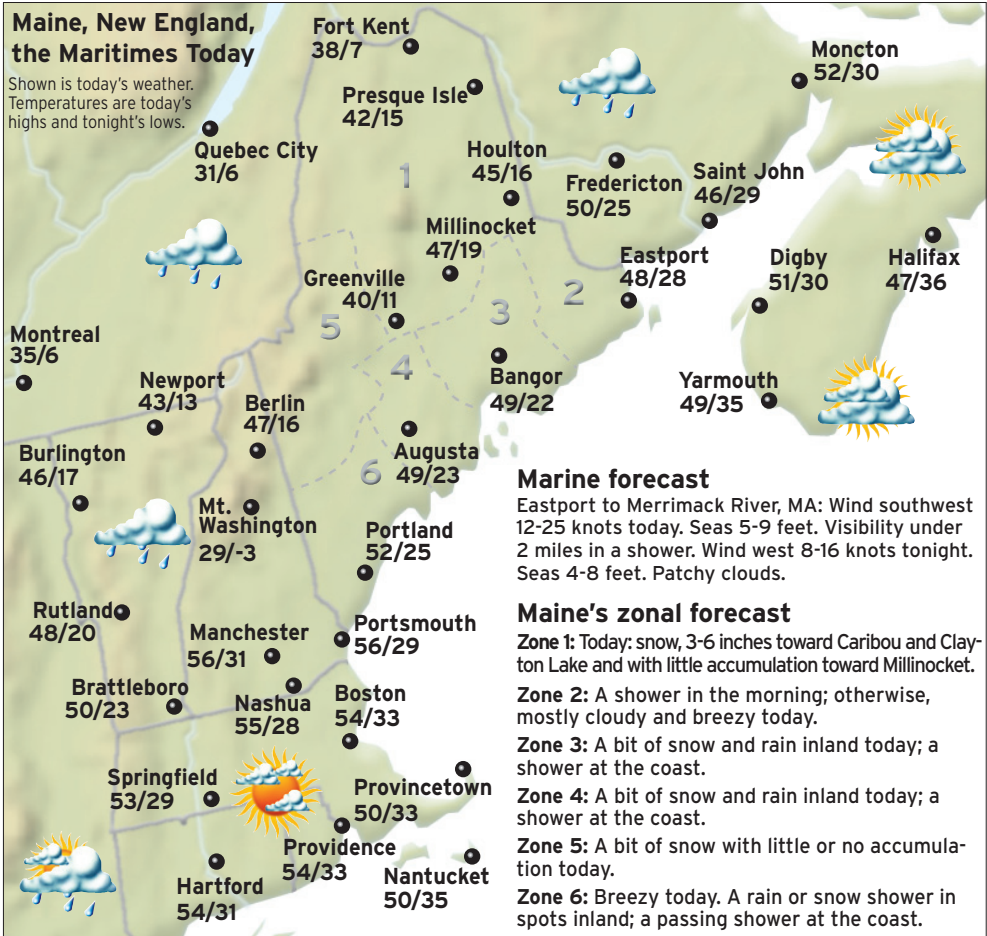 Maine, New England,
the Maritimes Today
Shown is today's weather.
Temperatures are today's
highs and tonight's lows.
Fort Kent
38/7
Moncton
52/30
Presque Isle
42/15
Quebec City
31/6
Houlton
45/16
1
Fredericton
50/25
Saint John
46/29
Millinocket
47/19
Eastport
48/28
Digby
51/30
Halifax
47/36
Greenville
40/11
2
3
5
Montreal
35/6
4
Newport
43/13
Berlin
47/16
Bangor
49/22
Yarmouth
49/35
Burlington
46/17
Augusta
49/23
6
Mt.
Washington
29/-3
Portland
52/25
Rutland
48/20
Manchester
56/31
Portsmouth
56/29
Brattleboro
50/23
Nashua
55/28
Boston
54/33
Springfield
53/29
Provincetown
50/33
Providence
54/33
Hartford
54/31
Nantucket
50/35
Marine forecast
Eastport to Merrimack River, MA: Wind southwest
12-25 knots today. Seas 5-9 feet. Visibility under
2 miles in a shower. Wind west 8-16 knots tonight.
Seas 4-8 feet. Patchy clouds.
Maine's zonal forecast
Zone 1: Today: snow, 3-6 inches toward Caribou and Clay-
ton Lake and with little accumulation toward Millinocket.
Zone 2: A shower in the morning; otherwise,
mostly cloudy and breezy today.
Zone 3: A bit of snow and rain inland today; a
shower at the coast.
Zone 4: A bit of snow and rain inland today; a
shower at the coast.
Zone 5: A bit of snow with little or no accumula-
tion today.
Zone 6: Breezy today. A rain or snow shower in
spots inland; a passing shower at the coast.